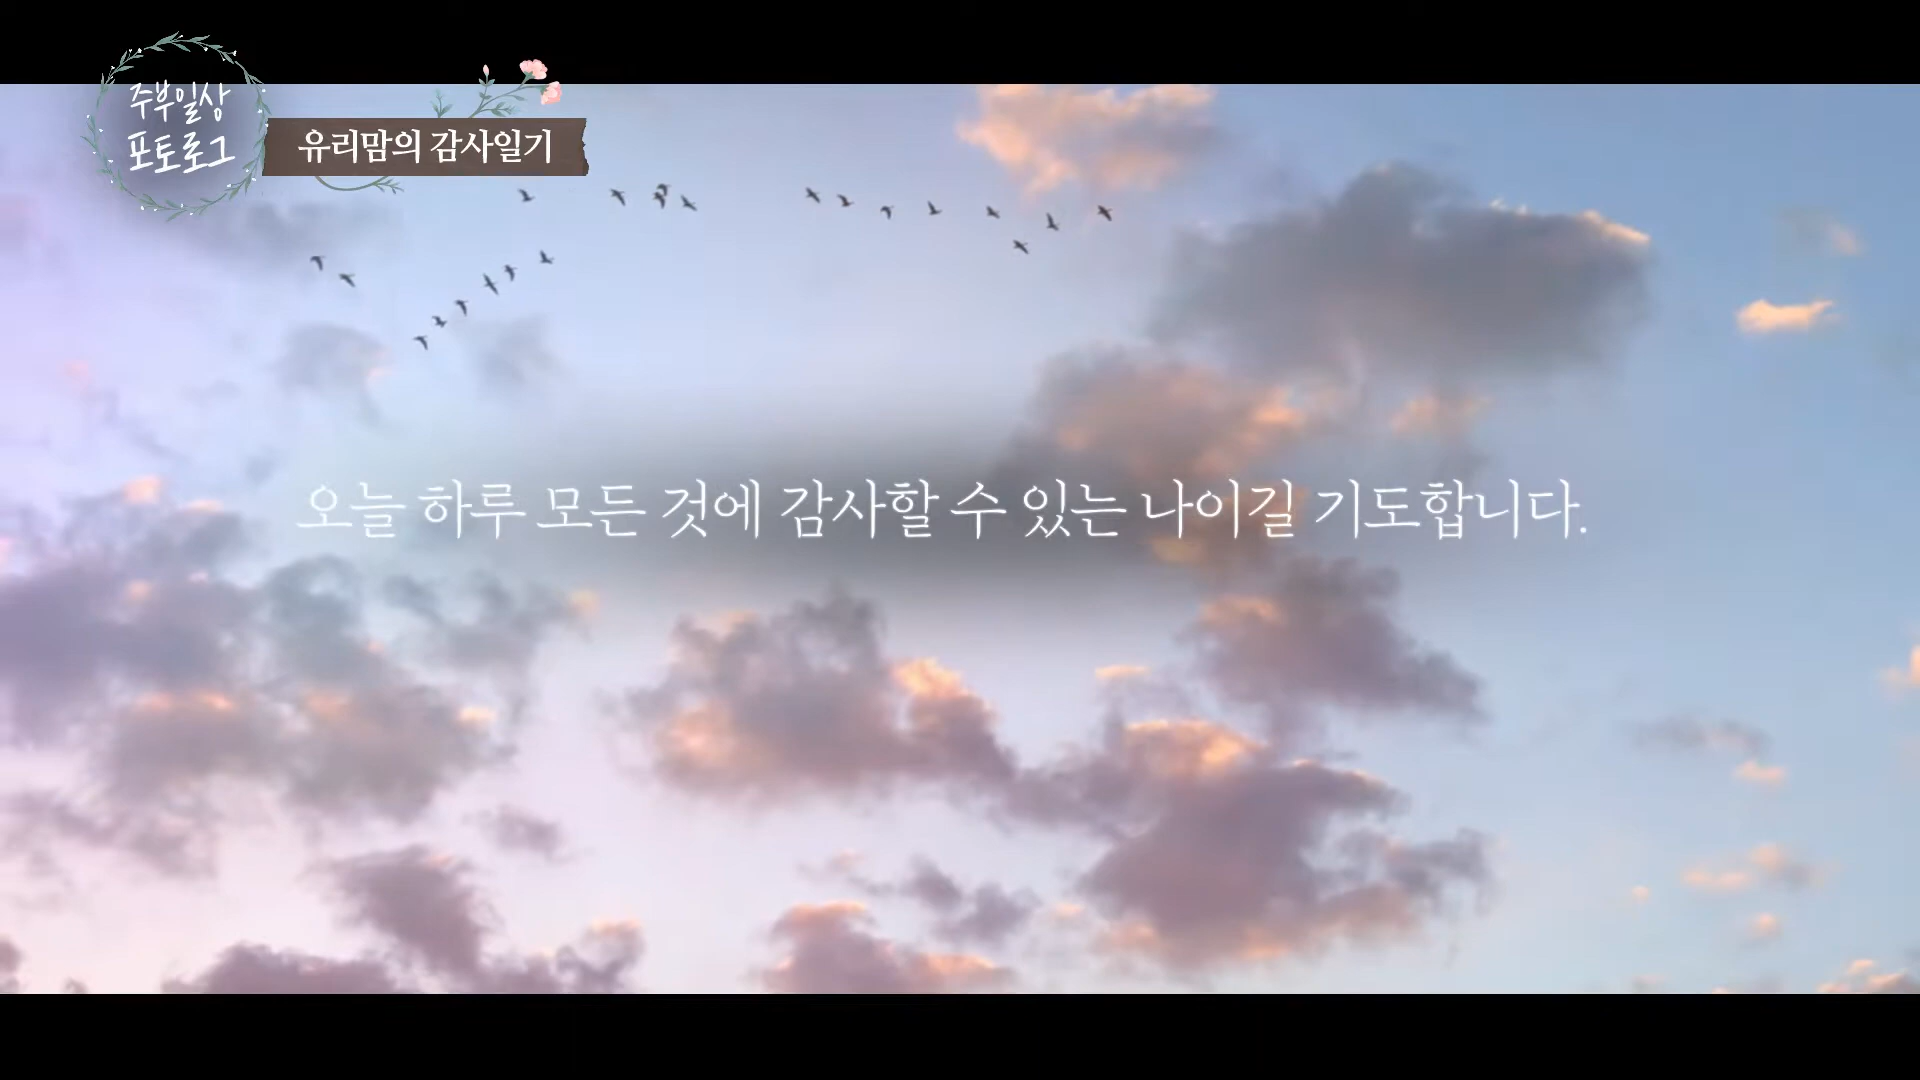 주부일상
포토로그
유리맘의 감사일기
오늘 하루 모든 것에 감사할 수 있는 나이길 기도합니다.